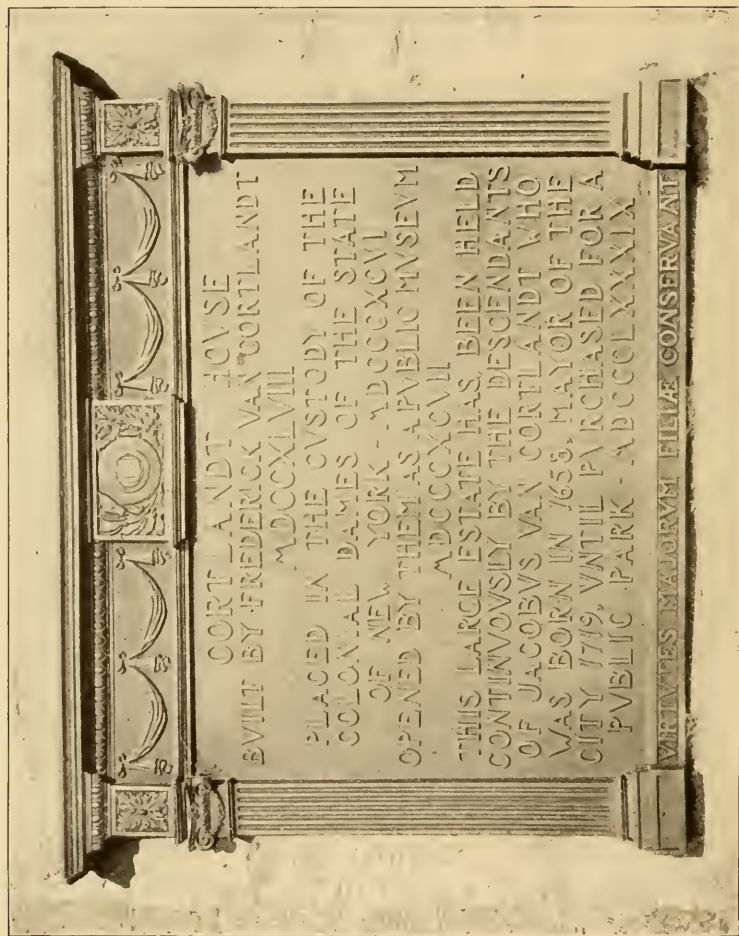 CORTLANDT HOVSE
BVILT BY FREDERICK VAN CORTLANDT
MDCCXLVIII
PLACED IN THE CVSTODY OF THE
COLONIAL DAMES OF THE STATE
OF NEW YORK - MDCCCXCVI
OPENED BY THEM AS A PVBLIC MVSEVM
MDCCCXCVII
THIS LARGE ESTATE HAS BEEN HELD
CONTINVOVSLY BY THE DESCENDANTS
OF JACOBVS VAN CORTLANDT WHO
WAS BORN IN 1658, MAYOR OF THE
CITY 1719, VNTIL PVRCHASED FOR A
PVBLIC PARK - MDCCCLXXXIX
VIRTVTES MAJORVM FILIÆ CONSERVANT